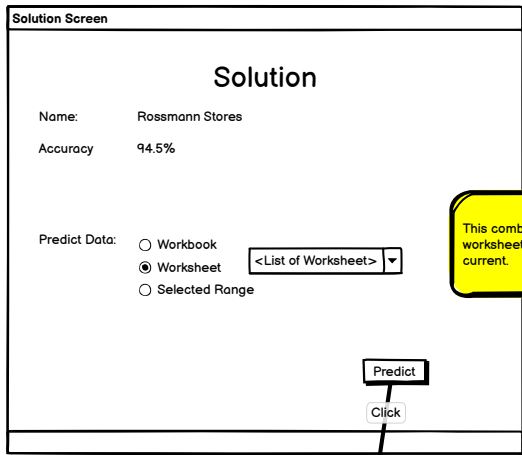 Solution Screen
Solution
Name: Rossmann Stores
Accuracy 94.5%
Predict Data:
Workbook
Worksheet
<List of Worksheet>
Selected Range
This comb
worksheet
current.
Predict
Click